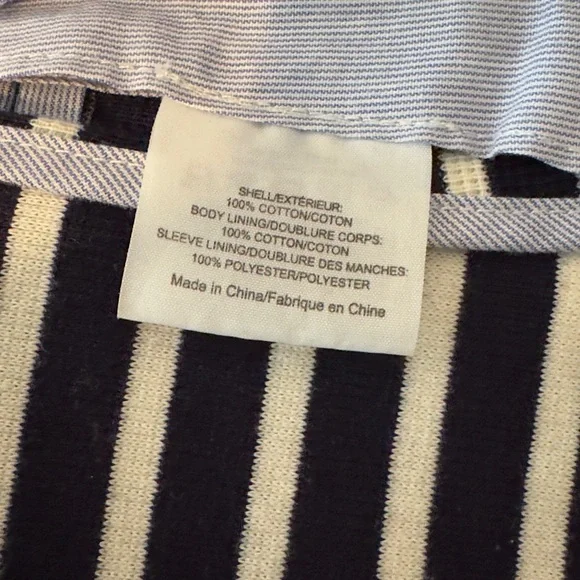 SHELL/EXTÉRIEUR:
100% COTTON/COTON
BODY LINING/DOUBLURE CORPS:
100% COTTON/COTON
SLEEVE LINING/DOUBLURE DES MANCHES:
100% POLYESTER/POLYESTER
Made in China/Fabrique en Chine